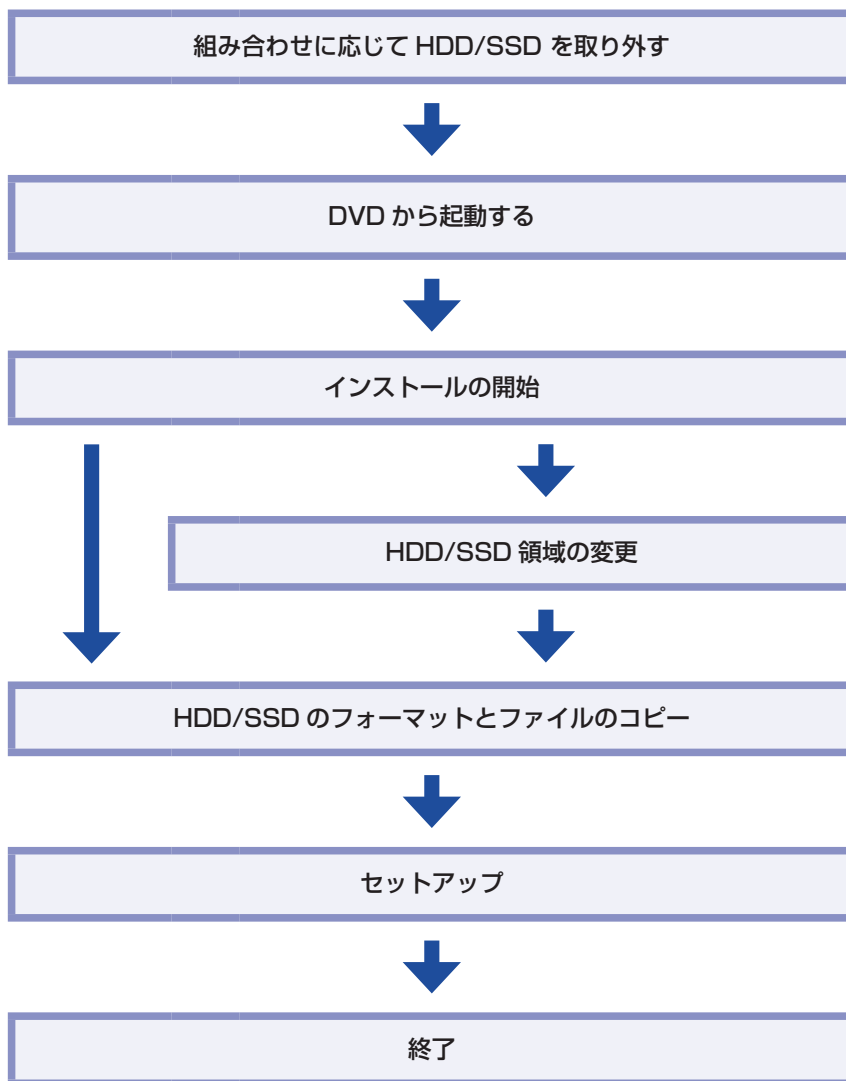 組み合わせに応じて HDD/SSD を取り外す
DVD から起動する
インストールの開始
HDD/SSD 領域の変更
HDD/SSD のフォーマットとファイルのコピー
セットアップ
終了